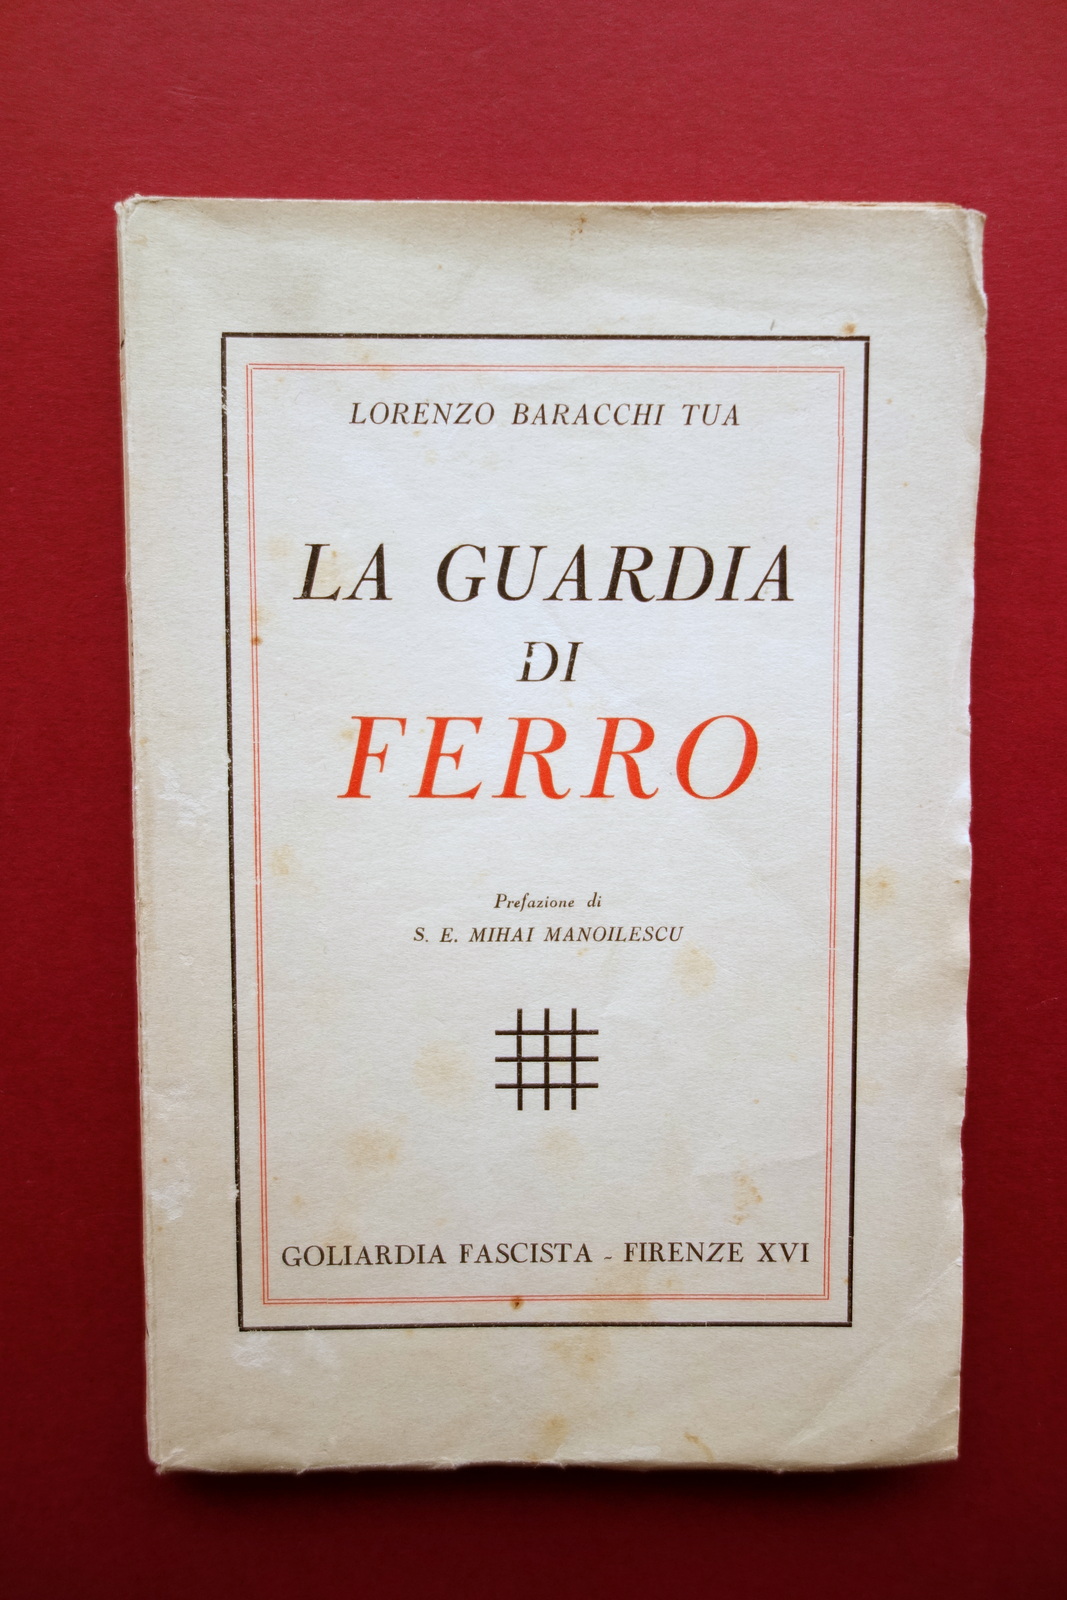 LORENZO BARACCHI TUA
LA GUARDIA
DI
FERRO
Prefazione di
S. E. MIHAI MANOILESCU
GOLIARDIA FASCISTA - FIRENZE XVI